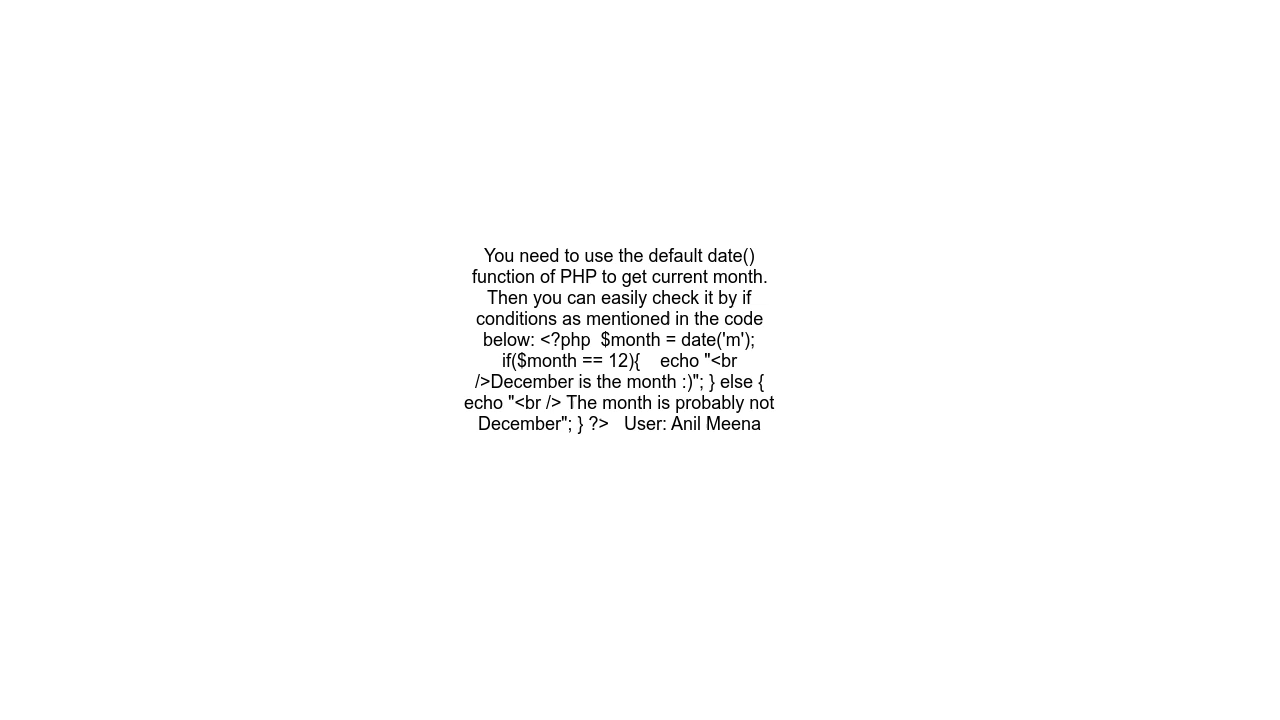 You need to use the default date()
function of PHP to get current month.
Then you can easily check it by if
conditions as mentioned in the code
below: <?php  $month = date('m');
if($month == 12){    echo "<br
/>December is the month :)"; } else {
echo "<br /> The month is probably not
December"; } ?>   User: Anil Meena